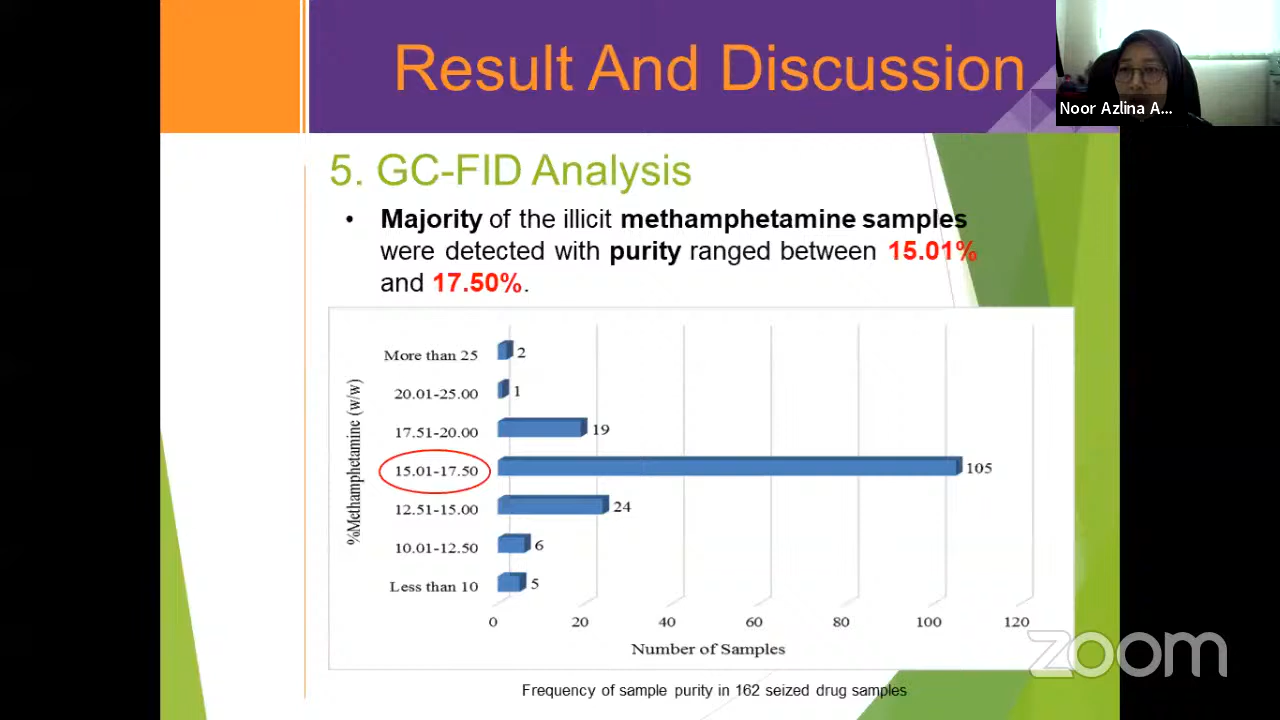 Result And Discussion
Noor Azlina A...
5. GC-FID Analysis
• Majority of the illicit methamphetamine samples
were detected with purity ranged between 15.01%
and 17.50%.
%Methamphetamine (w/w)
More than 25
2
20.01-25.00
1
17.51-20.00
19
15.01-17.50
105
12.51-15.00
24
10.01-12.50
6
Less than 10
5
0 20 40 60 80 100 120
Number of Samples
zoom
Frequency of sample purity in 162 seized drug samples